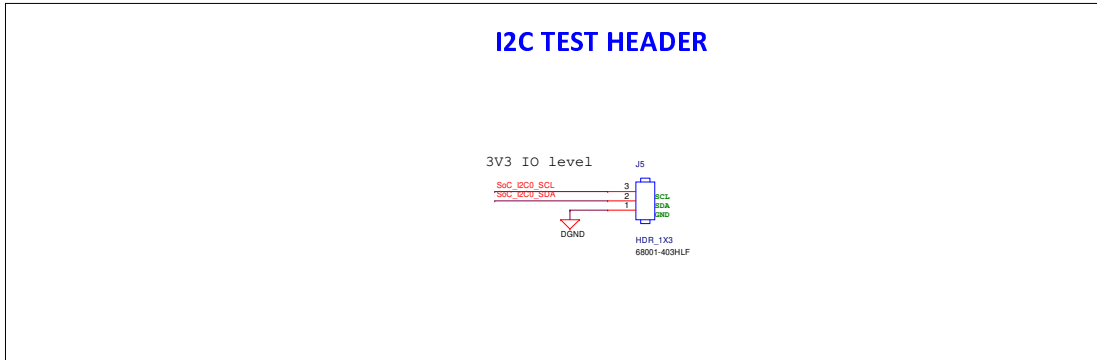 I2C TEST HEADER
3V3 IO level
J5
SoC_I2C0_SCL
3
SoC_I2C0_SDA
2
SCL
1
SDA
GND
DGND
HDR_1X3
68001-403HLF